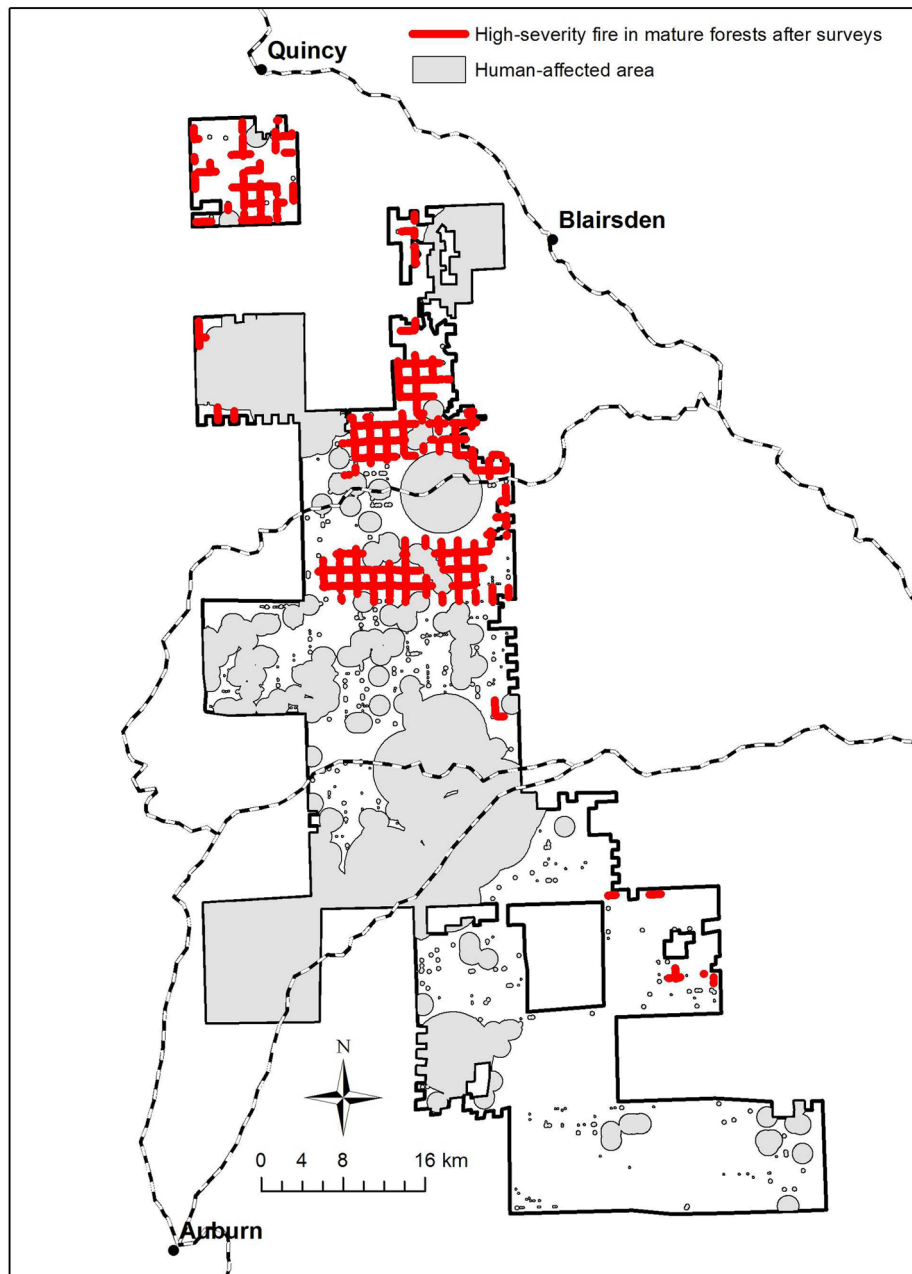 High-severity fire in mature forests after surveys
Quincy
Human-affected area
Blairsden
N
0 4 8 16 km
Auburn